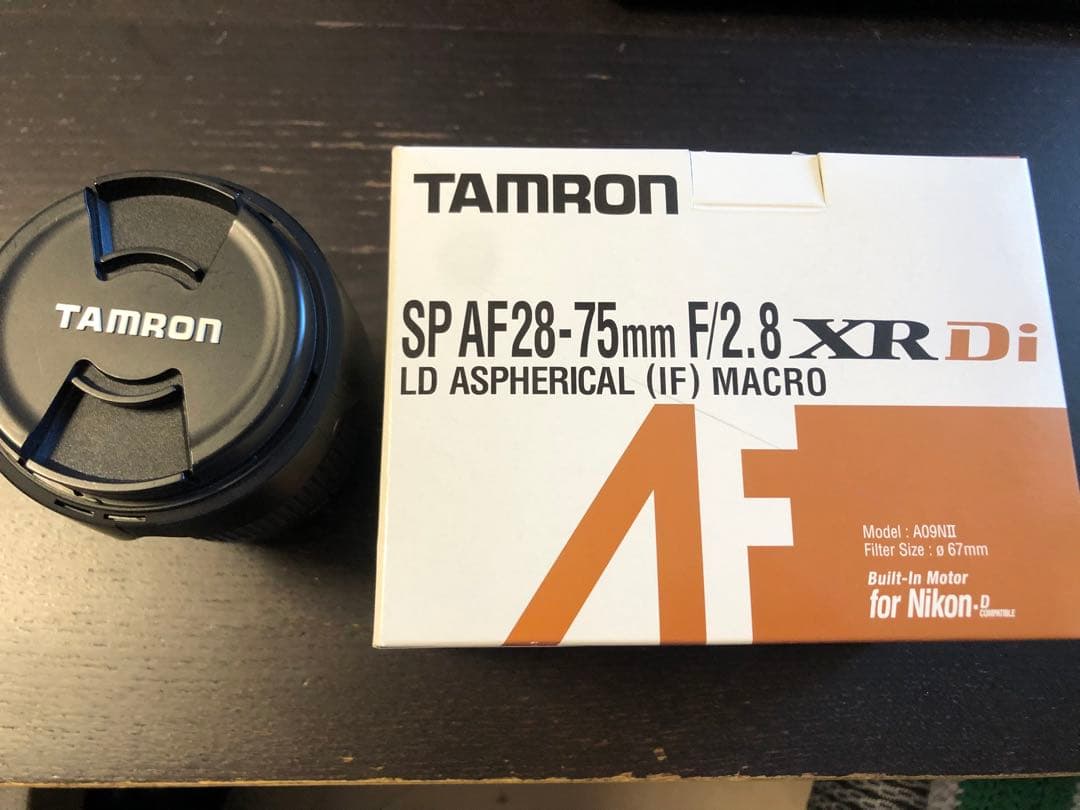 TAMRON
TAMRON
SP AF28-75mm F/2.8 XR Di
LD ASPHERICAL (IF) MACRO
AF
Model : A09NⅡ
Filter Size : ø 67mm
Built-In Motor
for Nikon-D
COMPATIBLE